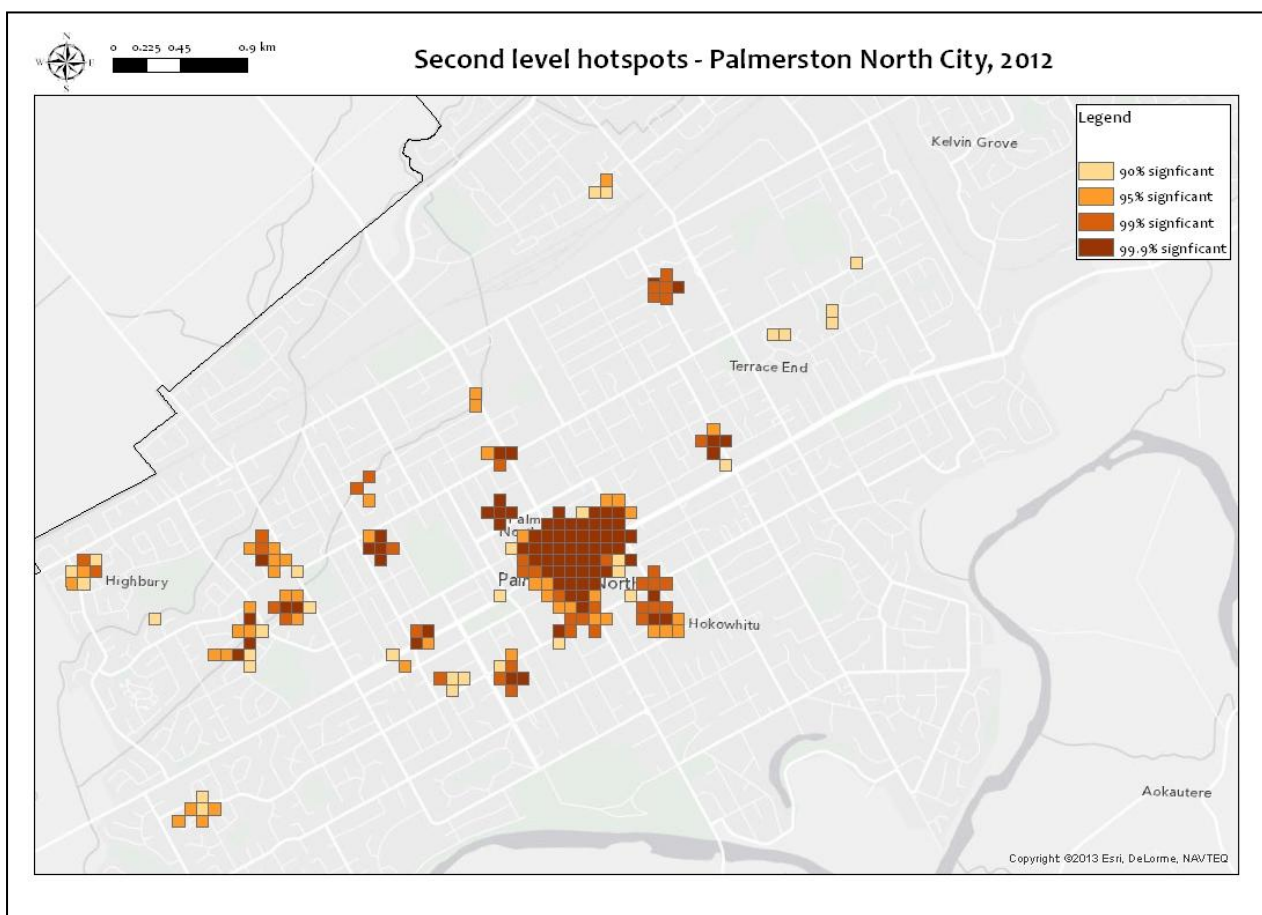 N
W E
S
0 0.225 0.45 0.9 km
Second level hotspots - Palmerston North City, 2012
Legend
90% signficant
95% signficant
99% signficant
99.9% signficant
Kelvin Grove
Terrace End
Highbury
Hokowhitu
Aokautere
Copyright: ©2013 Esri, DeLorme, NAVTEQ